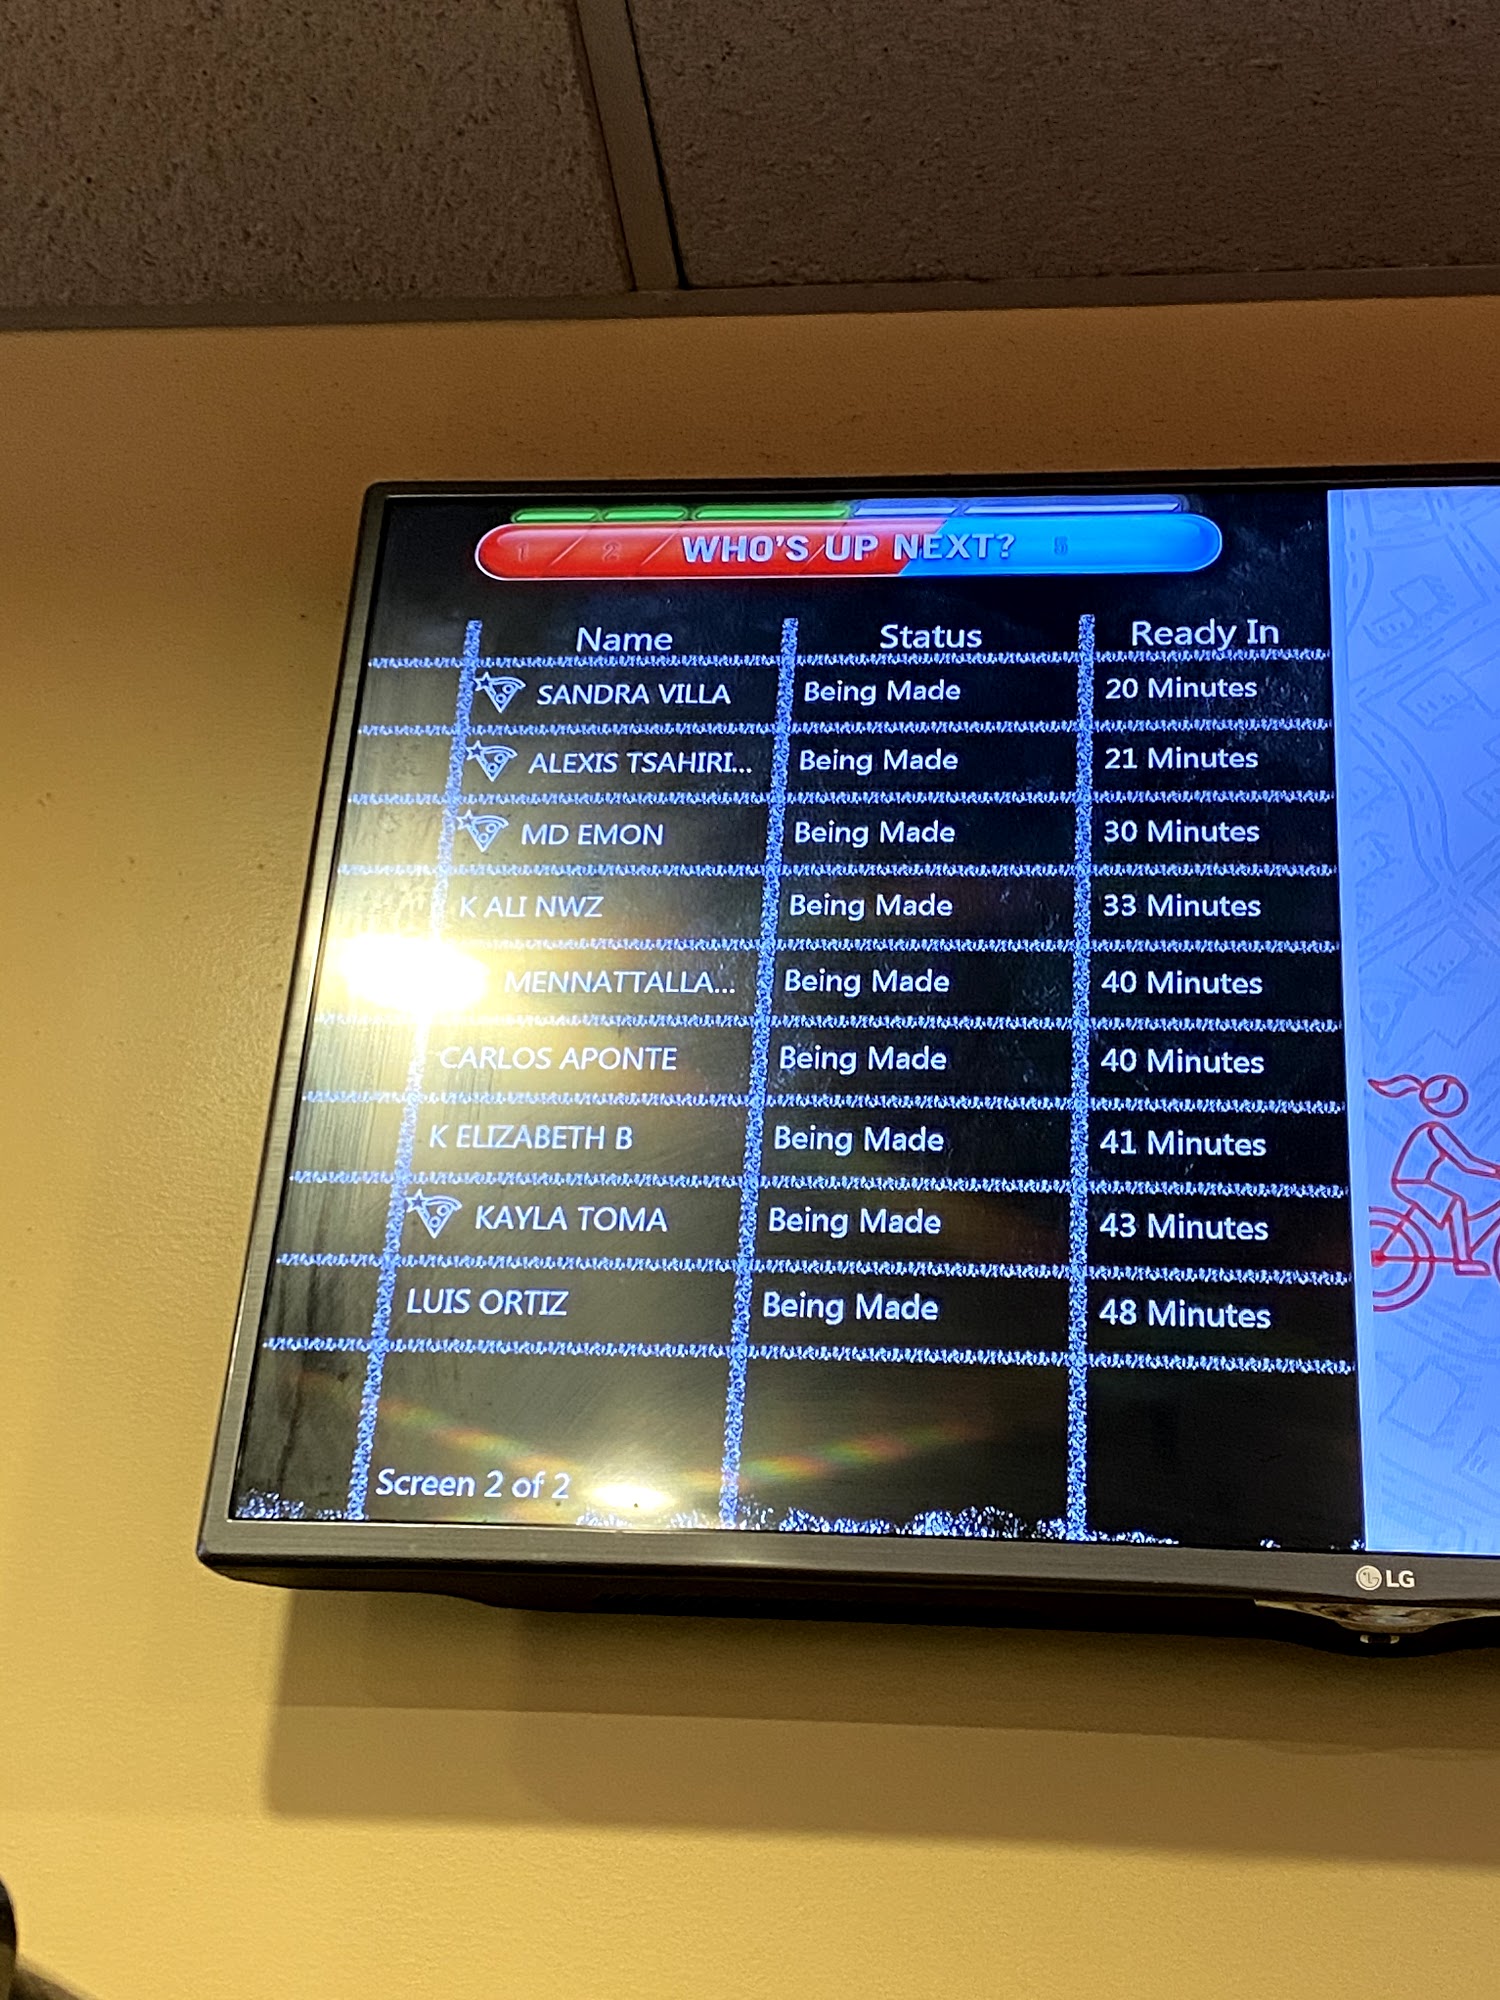 1 2 WHO'S UP NEXT? 5
Name Status Ready In
SANDRA VILLA Being Made 20 Minutes
ALEXIS TSAHIRI... Being Made 21 Minutes
MD EMON Being Made 30 Minutes
K ALI NWZ Being Made 33 Minutes
MENNATTALLA... Being Made 40 Minutes
CARLOS APONTE Being Made 40 Minutes
K ELIZABETH B Being Made 41 Minutes
KAYLA TOMA Being Made 43 Minutes
LUIS ORTIZ Being Made 48 Minutes
Screen 2 of 2
LG